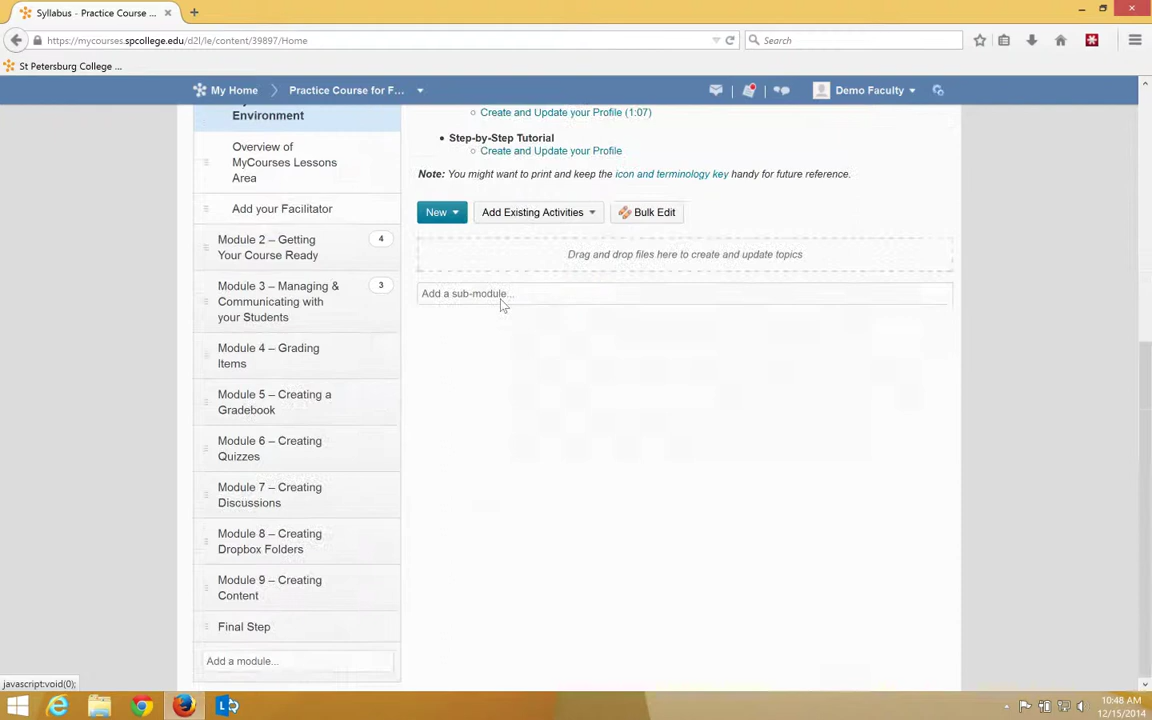 Syllabus - Practice Course ...
https://mycourses.spcollege.edu/d2l/le/content/39897/Home
Search
St Petersburg College ...
My Home
Practice Course for F...
Demo Faculty
Environment
Create and Update your Profile (1:07)
Step-by-Step Tutorial
Create and Update your Profile
Note: You might want to print and keep the icon and terminology key handy for future reference.
New
Add Existing Activities
Bulk Edit
Drag and drop files here to create and update topics
Add a sub-module...
Overview of
MyCourses Lessons
Area
Add your Facilitator
Module 2 – Getting
Your Course Ready
4
Module 3 – Managing &
Communicating with
your Students
3
Module 4 – Grading
Items
Module 5 – Creating a
Gradebook
Module 6 – Creating
Quizzes
Module 7 – Creating
Discussions
Module 8 – Creating
Dropbox Folders
Module 9 – Creating
Content
Final Step
Add a module...
javascript:void(0);
10:48 AM
12/15/2014